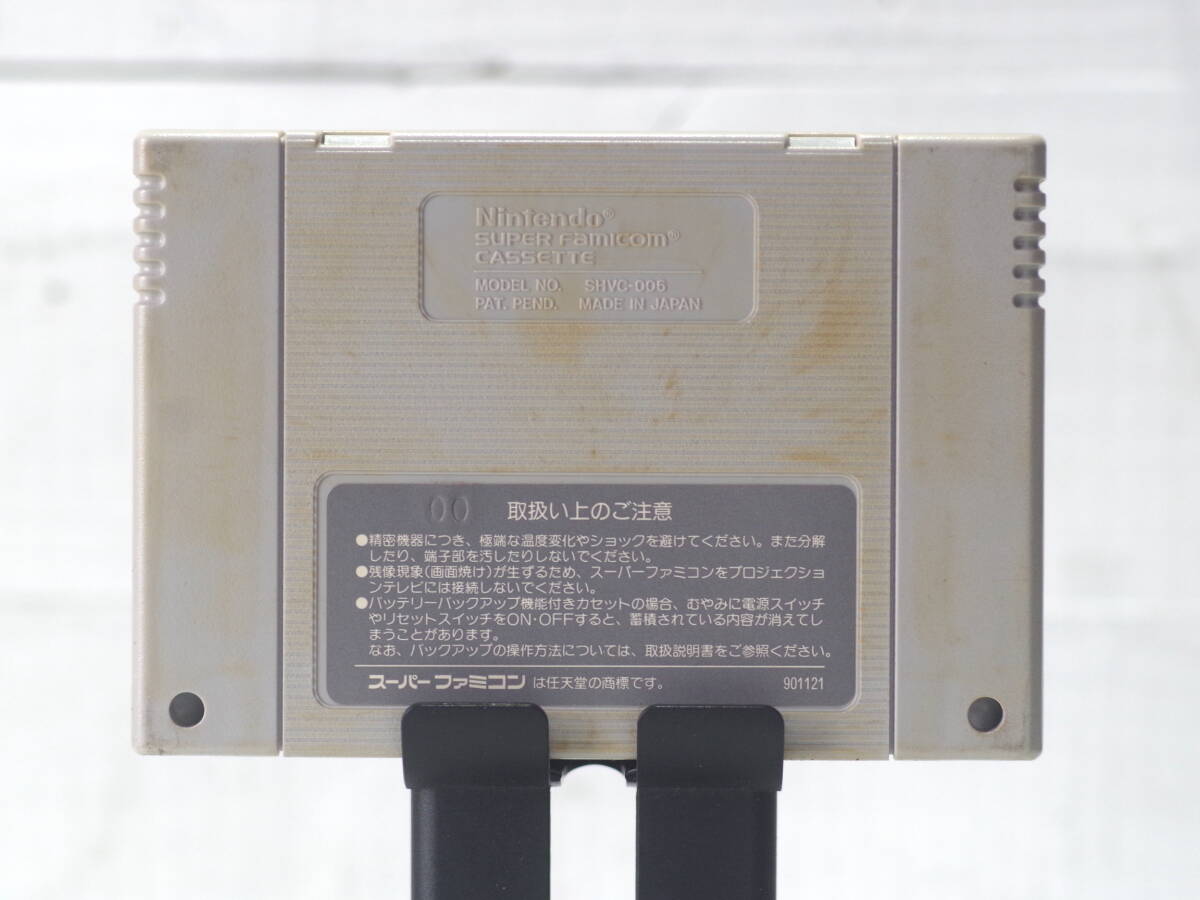 Nintendo®
SUPER FAMICOM®
CASSETTE
MODEL NO. SHVC-006
PAT. PEND. MADE IN JAPAN
00 取扱い上のご注意
●精密機器につき、極端な温度変化やショックを避けてください。また分解
したり、端子部を汚したりしないでください。
●残像現象(画面焼け)が生ずるため、スーパーファミコンをプロジェクショ
ンテレビには接続しないでください。
●バッテリーバックアップ機能付きカセットの場合、むやみに電源スイッチ
やリセットスイッチをON・OFFすると、蓄積されている内容が消えてし
まうことがあります。
なお、バックアップの操作方法については、取扱説明書をご参照ください。
スーパーファミコン は任天堂の商標です。 901121